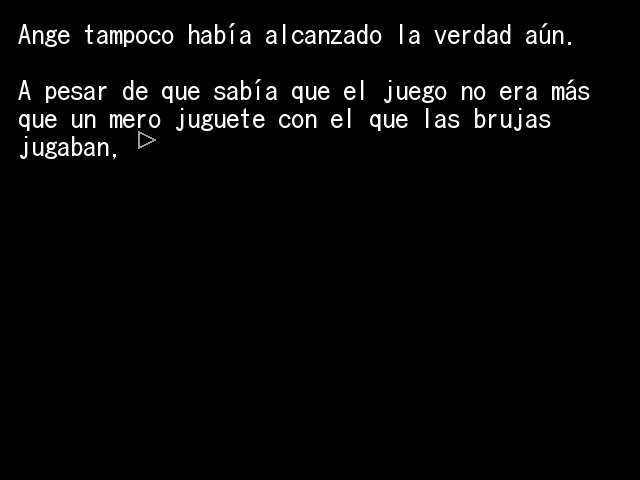 Ange tampoco había alcanzado la verdad aún.
A pesar de que sabía que el juego no era más
que un mero juguete con el que las brujas
jugaban,